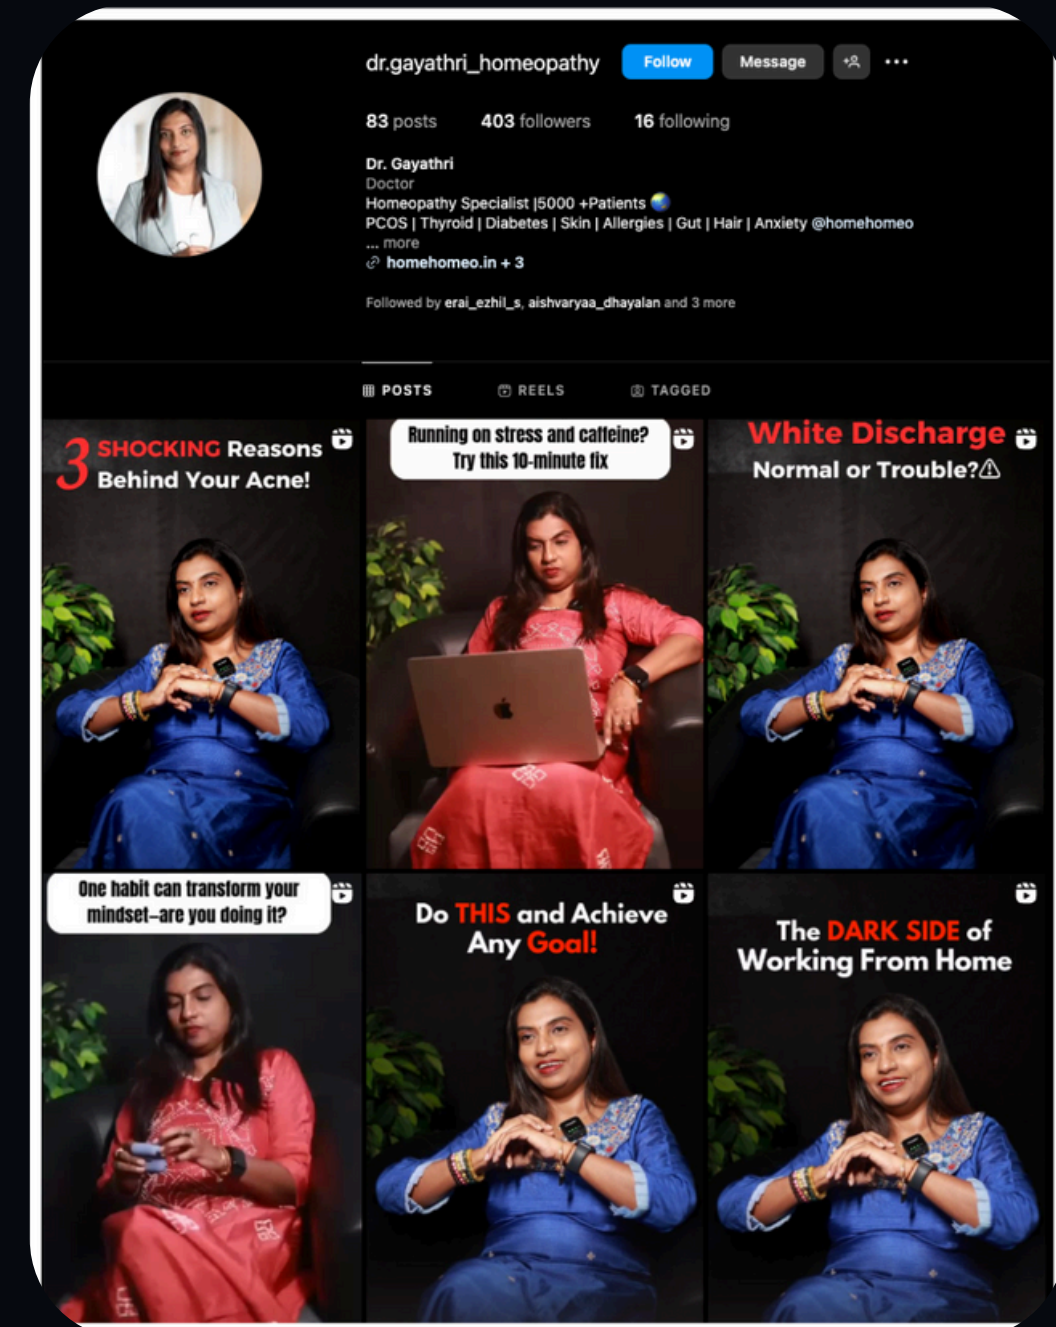 dr.gayathri_homeopathy Follow Message
83 posts 403 followers 16 following
Dr. Gayathri
Doctor
Homeopathy Specialist |5000 +Patients
PCOS | Thyroid | Diabetes | Skin | Allergies | Gut | Hair | Anxiety @homehomeo
... more
homehomeo.in + 3
Followed by erai_ezhil_s, aishvaryaa_dhayalan and 3 more
POSTS REELS TAGGED
3 SHOCKING Reasons
Behind Your Acne!
Running on stress and caffeine?
Try this 10-minute fix
White Discharge
Normal or Trouble?⚠
One habit can transform your
mindset–are you doing it?
Do THIS and Achieve
Any Goal!
The DARK SIDE of
Working From Home